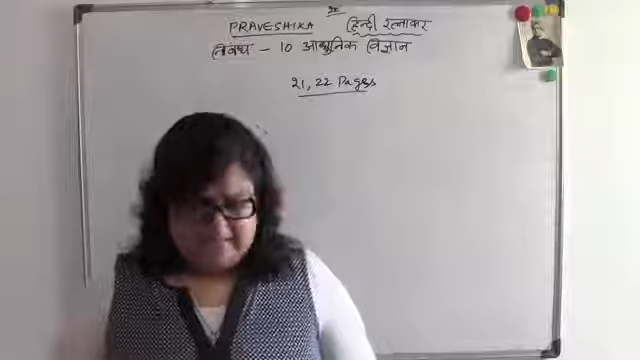 PRAVESHIKA हिन्दी रत्नाकर
निबंध - 10 आधुनिक विज्ञान
21, 22 Pages